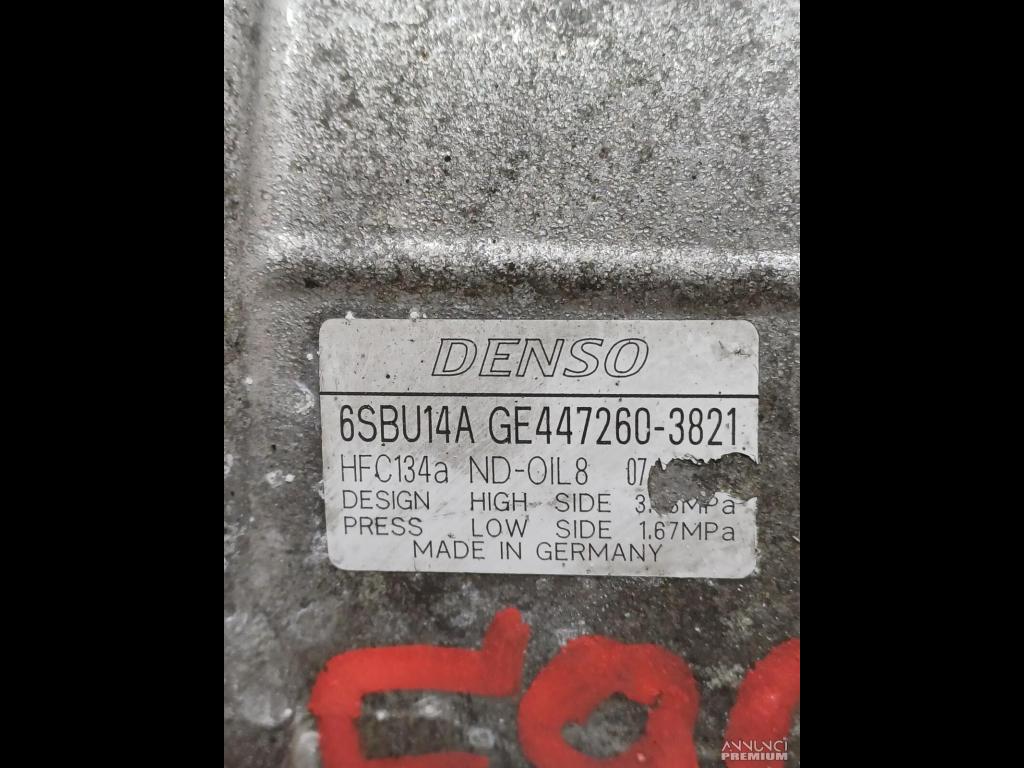 DENSO
6SBU14A GE447260-3821
HFC134a ND-OIL8 07
DESIGN HIGH SIDE
PRESS LOW SIDE 1.67MPa
MADE IN GERMANY
ANNUNCI
PREMIUM